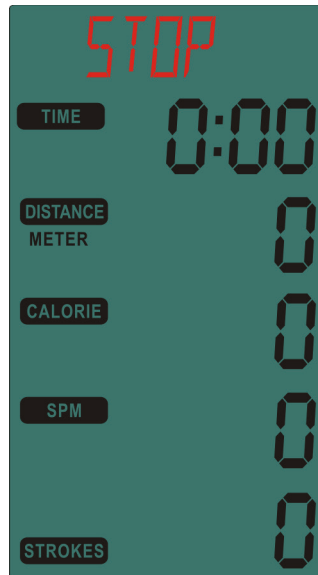 STOP
TIME 0:00
DISTANCE 0
METER
CALORIE 0
SPM 0
STROKES 0